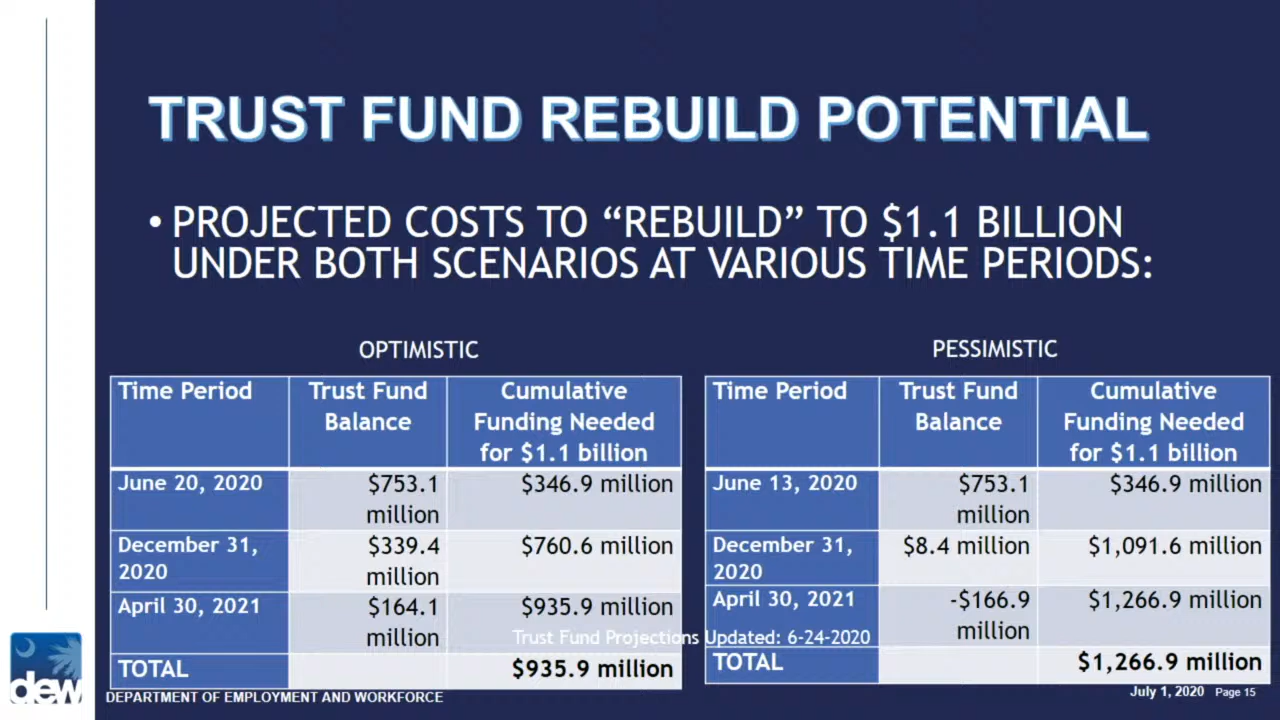 TRUST FUND REBUILD POTENTIAL
• PROJECTED COSTS TO “REBUILD” TO $1.1 BILLION
UNDER BOTH SCENARIOS AT VARIOUS TIME PERIODS:
OPTIMISTIC
Time Period
Trust Fund
Balance
Cumulative
Funding Needed
for $1.1 billion
June 20, 2020
$753.1
million
$346.9 million
December 31,
2020
$339.4
million
$760.6 million
April 30, 2021
$164.1
million
$935.9 million
TOTAL
$935.9 million
PESSIMISTIC
Time Period
Trust Fund
Balance
Cumulative
Funding Needed
for $1.1 billion
June 13, 2020
$753.1
million
$346.9 million
December 31,
2020
$8.4 million
$1,091.6 million
April 30, 2021
-$166.9
million
$1,266.9 million
TOTAL
$1,266.9 million
Trust Fund Projections Updated: 6-24-2020
dew
DEPARTMENT OF EMPLOYMENT AND WORKFORCE
July 1, 2020 Page 15